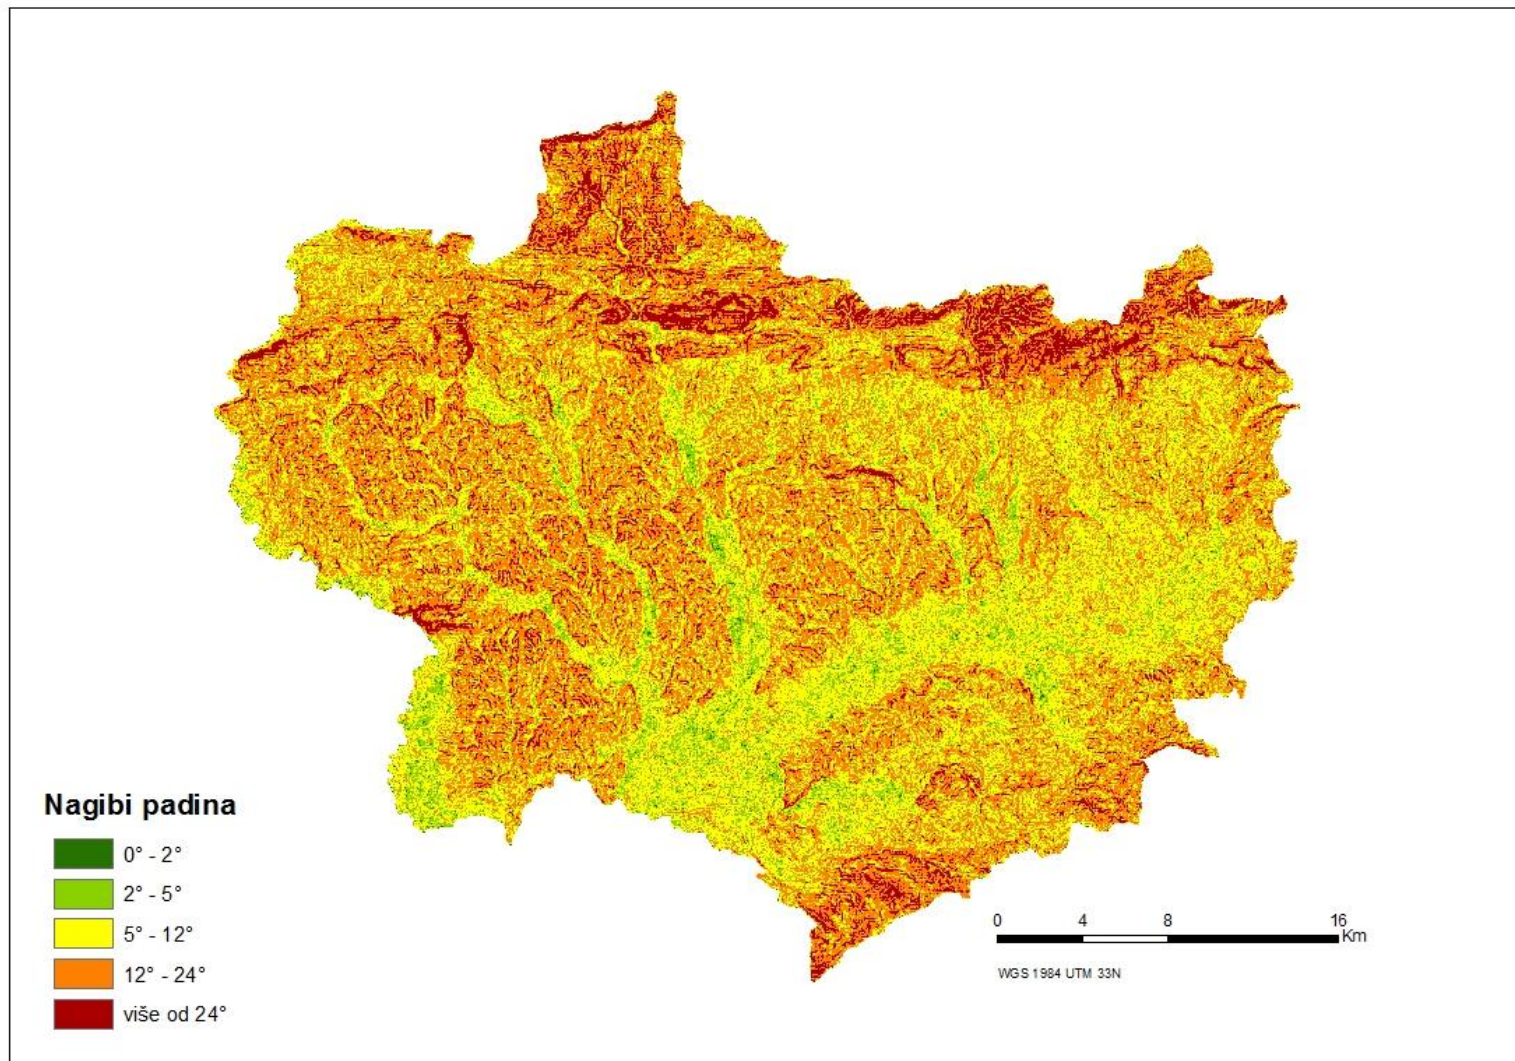 Nagibi padina
0° - 2°
2° - 5°
5° - 12°
12° - 24°
više od 24°
0 4 8 16
Km
WGS 1984 UTM 33N